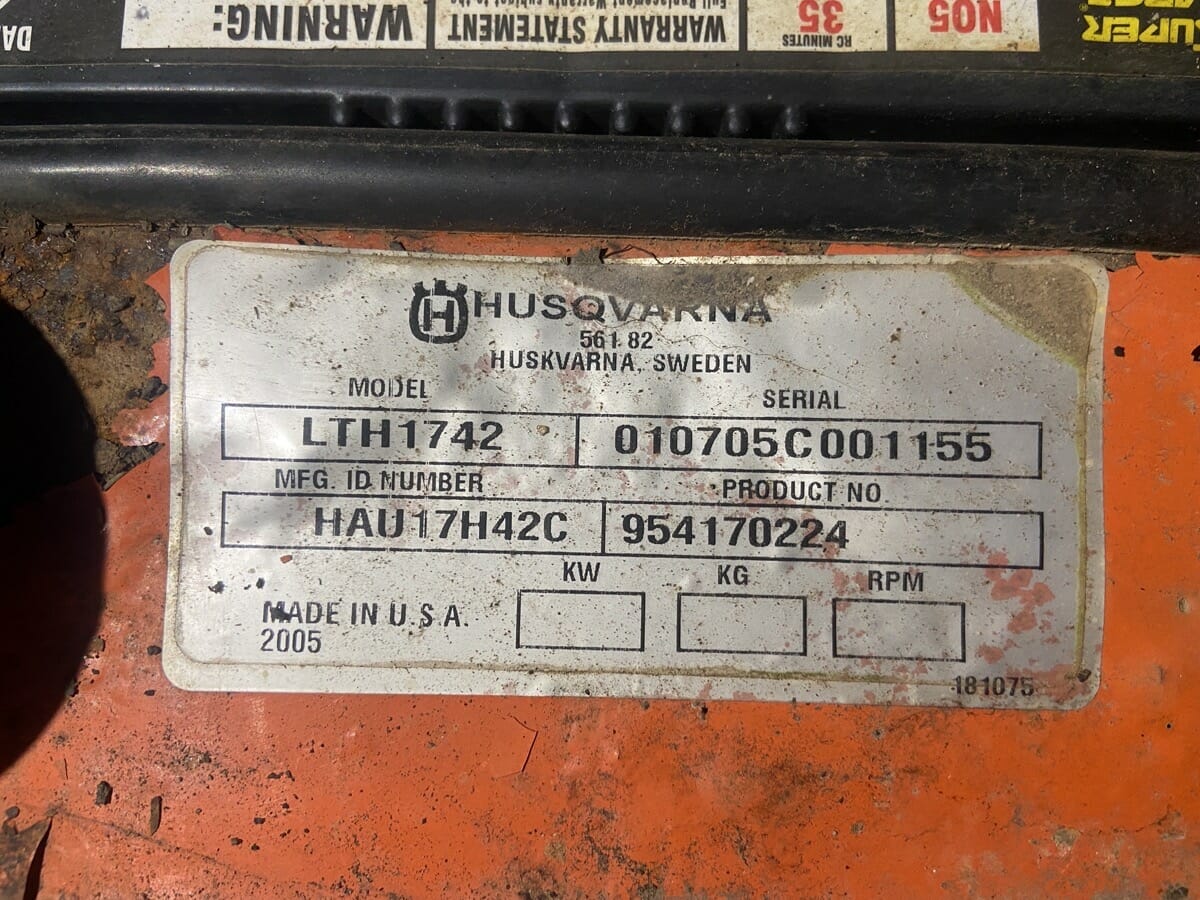 WARNING:
WARRANTY STATEMENT
RC MINUTES
35
HUSQVARNA
561 82
HUSKVARNA, SWEDEN
MODEL SERIAL
LTH1742 010705C001155
MFG. ID NUMBER PRODUCT NO.
HAU17H42C 954170224
KW KG RPM
MADE IN U.S.A.
2005
181075